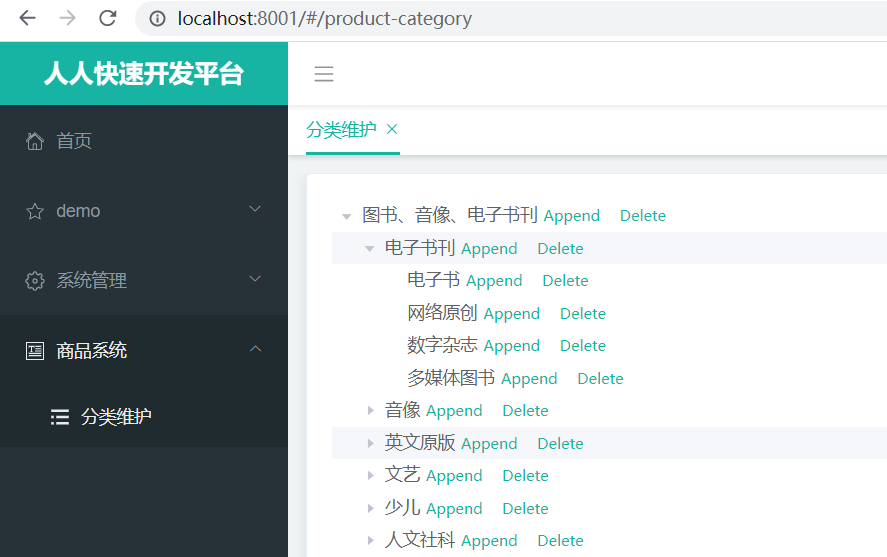 localhost:8001/#/product-category
人人快速开发平台
首页
demo
系统管理
商品系统
分类维护
分类维护 ×
图书、音像、电子书刊 Append Delete
电子书刊 Append Delete
电子书 Append Delete
网络原创 Append Delete
数字杂志 Append Delete
多媒体图书 Append Delete
音像 Append Delete
英文原版 Append Delete
文艺 Append Delete
少儿 Append Delete
人文社科 Append Delete